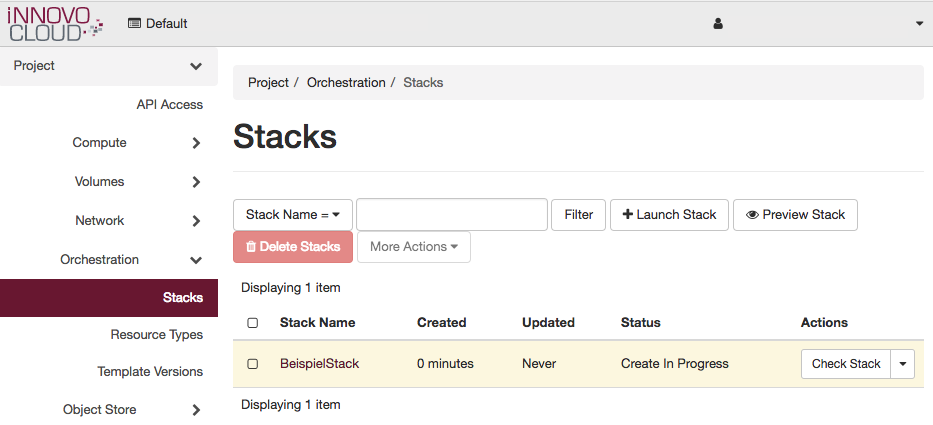 iNNOVO
CLOUD
Default
Project
API Access
Compute
Volumes
Network
Orchestration
Stacks
Resource Types
Template Versions
Object Store
Project / Orchestration / Stacks
Stacks
Stack Name = Filter Launch Stack Preview Stack
Delete Stacks More Actions
Displaying 1 item
Stack Name Created Updated Status Actions
BeispielStack 0 minutes Never Create In Progress Check Stack
Displaying 1 item